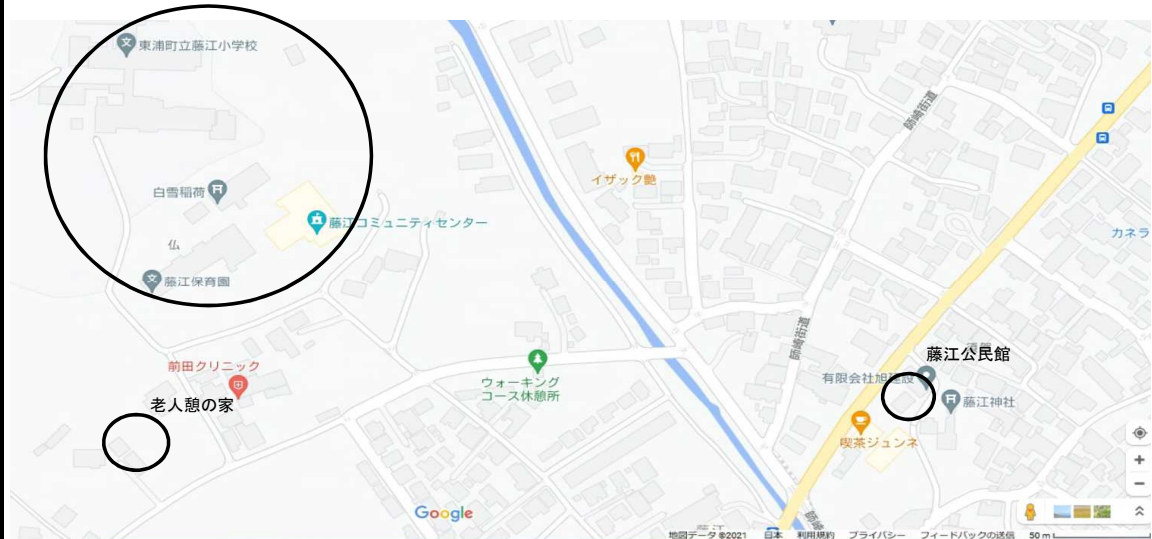 東浦町立藤江小学校
師崎街道
イザック艶
白雪稲荷
藤江コミュニティセンター
カネラ
仏
藤江保育園
師崎街道
藤江公民館
前田クリニック
ウォーキング
コース休憩所
有限会社旭建設
藤江神社
老人憩の家
喫茶ジュンネ
Google
地図データ ©2021 日本 利用規約 プライバシー フィードバックの送信 50 m